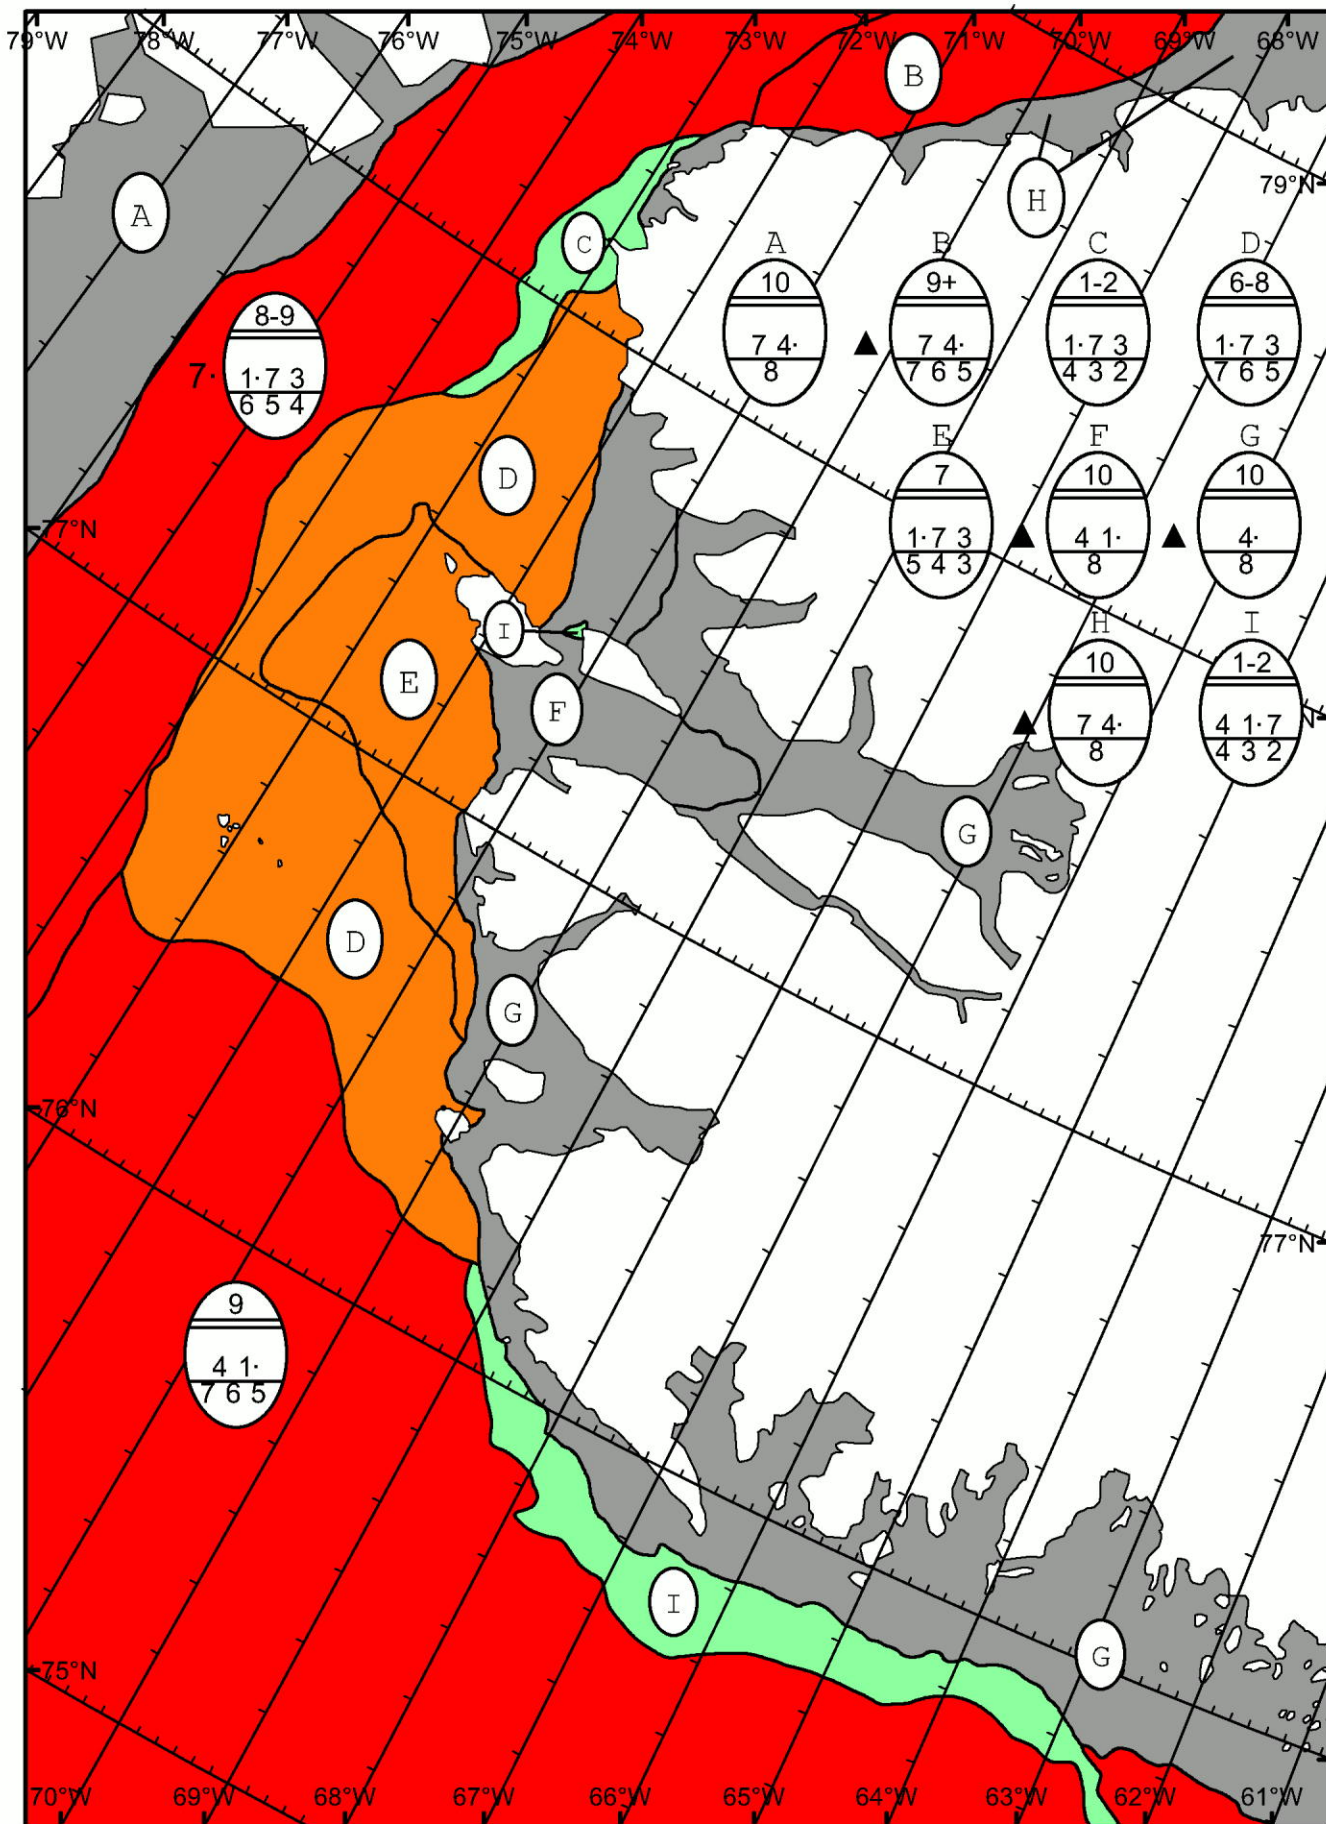 79°W 78°W 77°W 76°W 75°W 74°W 73°W 72°W 71°W 70°W 69°W 68°W
B
79°N
H
A
C
A B C D
10 9+ 1-2 6-8
7 4· 7 4· 1·7 3 1·7 3
8 7 6 5 4 3 2 7 6 5
8-9
7· 1·7 3
6 5 4
E F G
7 10 10
1·7 3 4 1· 4·
5 4 3 8 8
D
77°N
I
H I
10 1-2
7 4· 4 1·7
8 4 3 2
N
E
F
G
D
G
76°N
77°N
9
4 1·
7 6 5
I
G
75°N
70°W 69°W 68°W 67°W 66°W 65°W 64°W 63°W 62°W 61°W